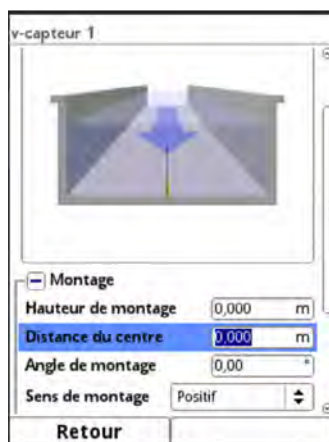 v-capteur 1
Montage
Hauteur de montage 0,000 m
Distance du centre 0,000 m
Angle de montage 0,00 °
Sens de montage Positif
Retour